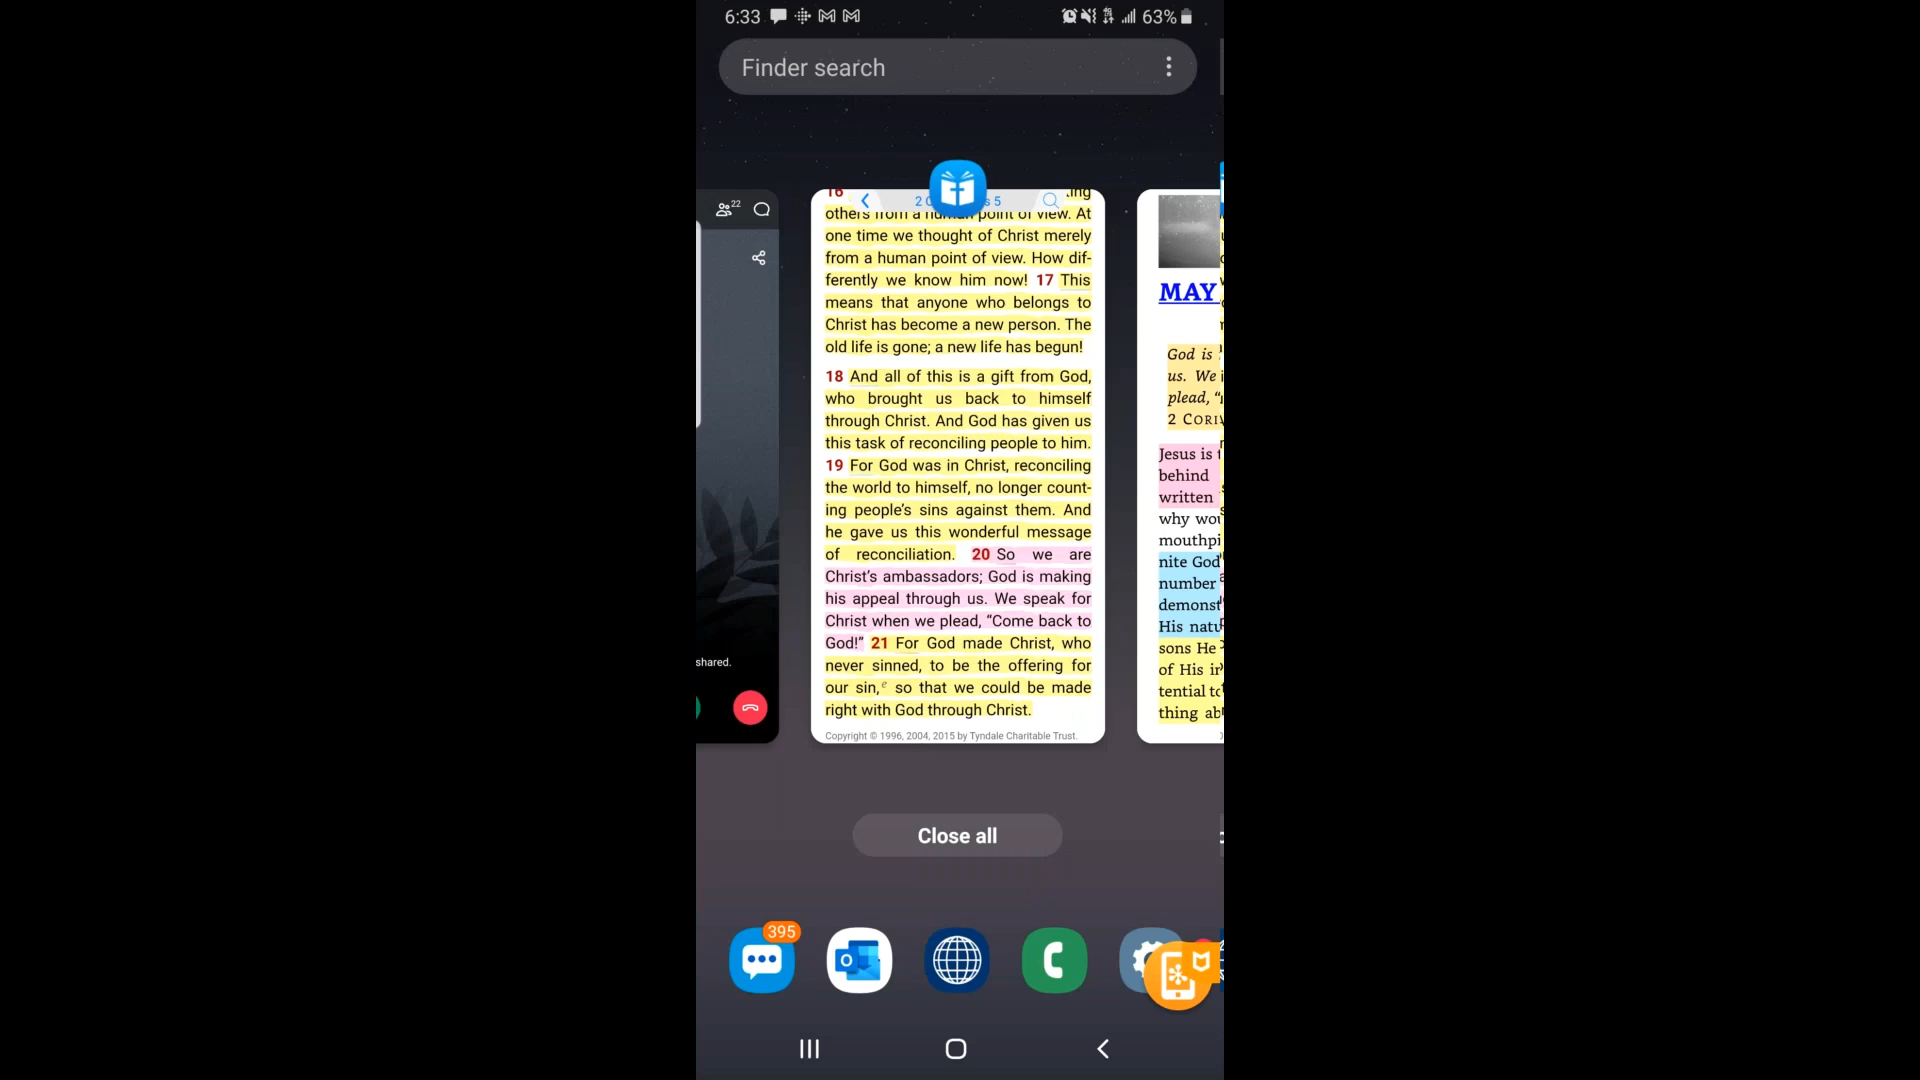 6:33
63%
Finder search
22
shared.
16
2 C s 5
ing
others from a human point of view. At
one time we thought of Christ merely
from a human point of view. How dif-
ferently we know him now! 17 This
means that anyone who belongs to
Christ has become a new person. The
old life is gone; a new life has begun!
18 And all of this is a gift from God,
who brought us back to himself
through Christ. And God has given us
this task of reconciling people to him.
19 For God was in Christ, reconciling
the world to himself, no longer count-
ing people’s sins against them. And
he gave us this wonderful message
of reconciliation. 20 So we are
Christ’s ambassadors; God is making
his appeal through us. We speak for
Christ when we plead, “Come back to
God!” 21 For God made Christ, who
never sinned, to be the offering for
our sin,e so that we could be made
right with God through Christ.
Copyright © 1996, 2004, 2015 by Tyndale Charitable Trust.
MAY
God is
us. We
plead, “
2 CORI
Jesus is
behind
written
why wou
mouthpi
nite God
number
demonst
His natu
sons He
of His in
tential to
thing ab
Close all
395